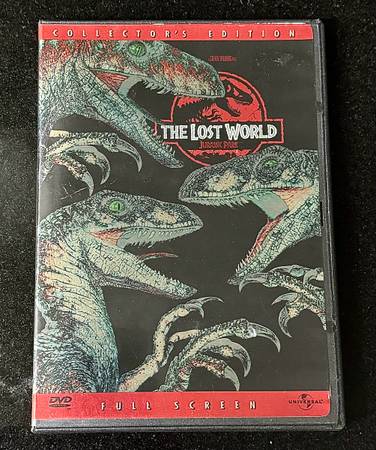 COLLECTOR'S EDITION
THE LOST WORLD
JURASSIC PARK
DVD
FULL SCREEN
UNIVERSAL